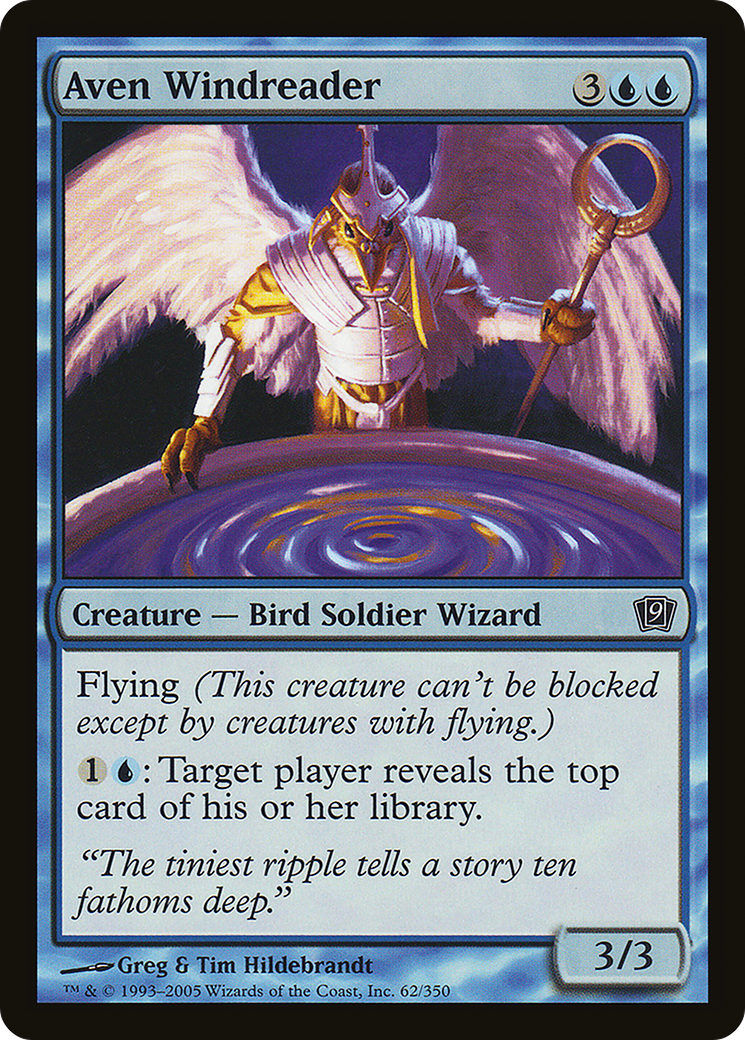 Aven Windreader
3
Creature — Bird Soldier Wizard
9
Flying (This creature can't be blocked
except by creatures with flying.)
1 : Target player reveals the top
card of his or her library.
“The tiniest ripple tells a story ten
fathoms deep.”
3/3
Greg & Tim Hildebrandt
™ & © 1993–2005 Wizards of the Coast, Inc. 62/350